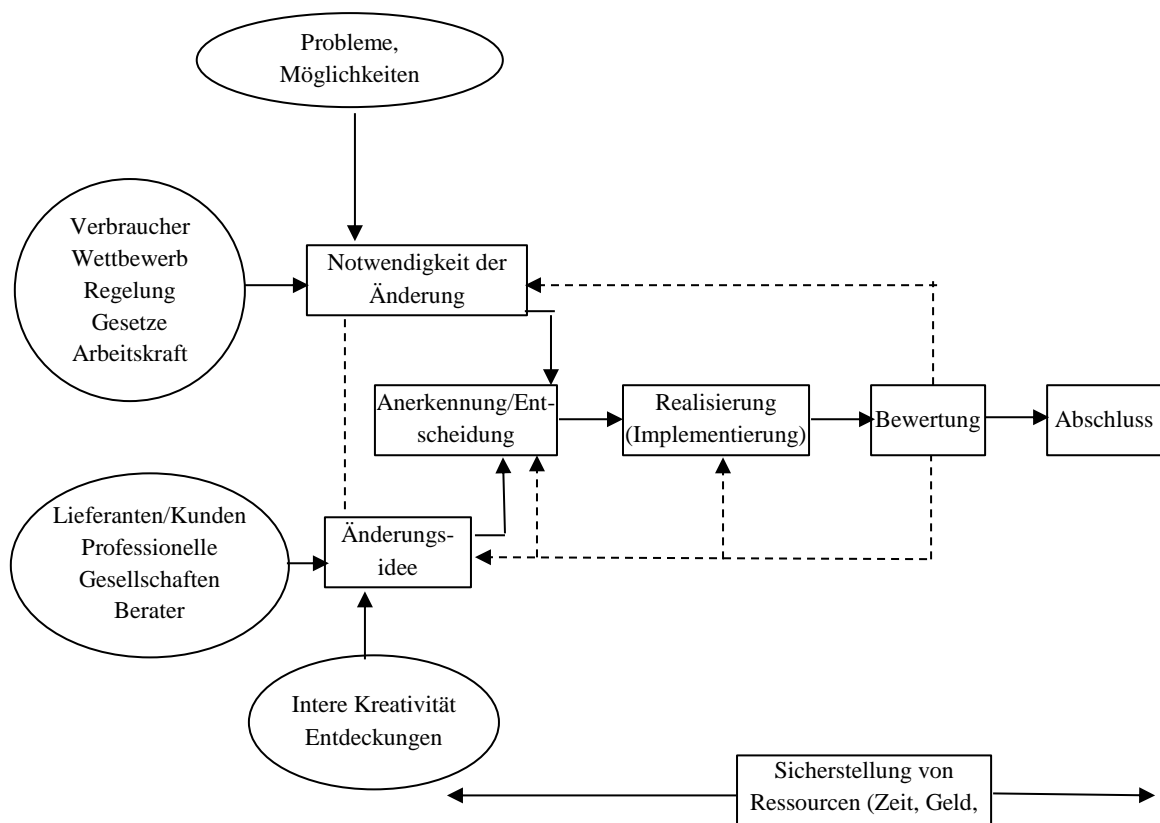 Probleme,
Möglichkeiten
Verbraucher
Wettbewerb
Regelung
Gesetze
Arbeitskraft
Notwendigkeit der
Änderung
Anerkennung/Ent-
scheidung
Realisierung
(Implementierung)
Bewertung
Abschluss
Lieferanten/Kunden
Professionelle
Gesellschaften
Berater
Änderungs-
idee
Intere Kreativität
Entdeckungen
Sicherstellung von
Ressourcen (Zeit, Geld,